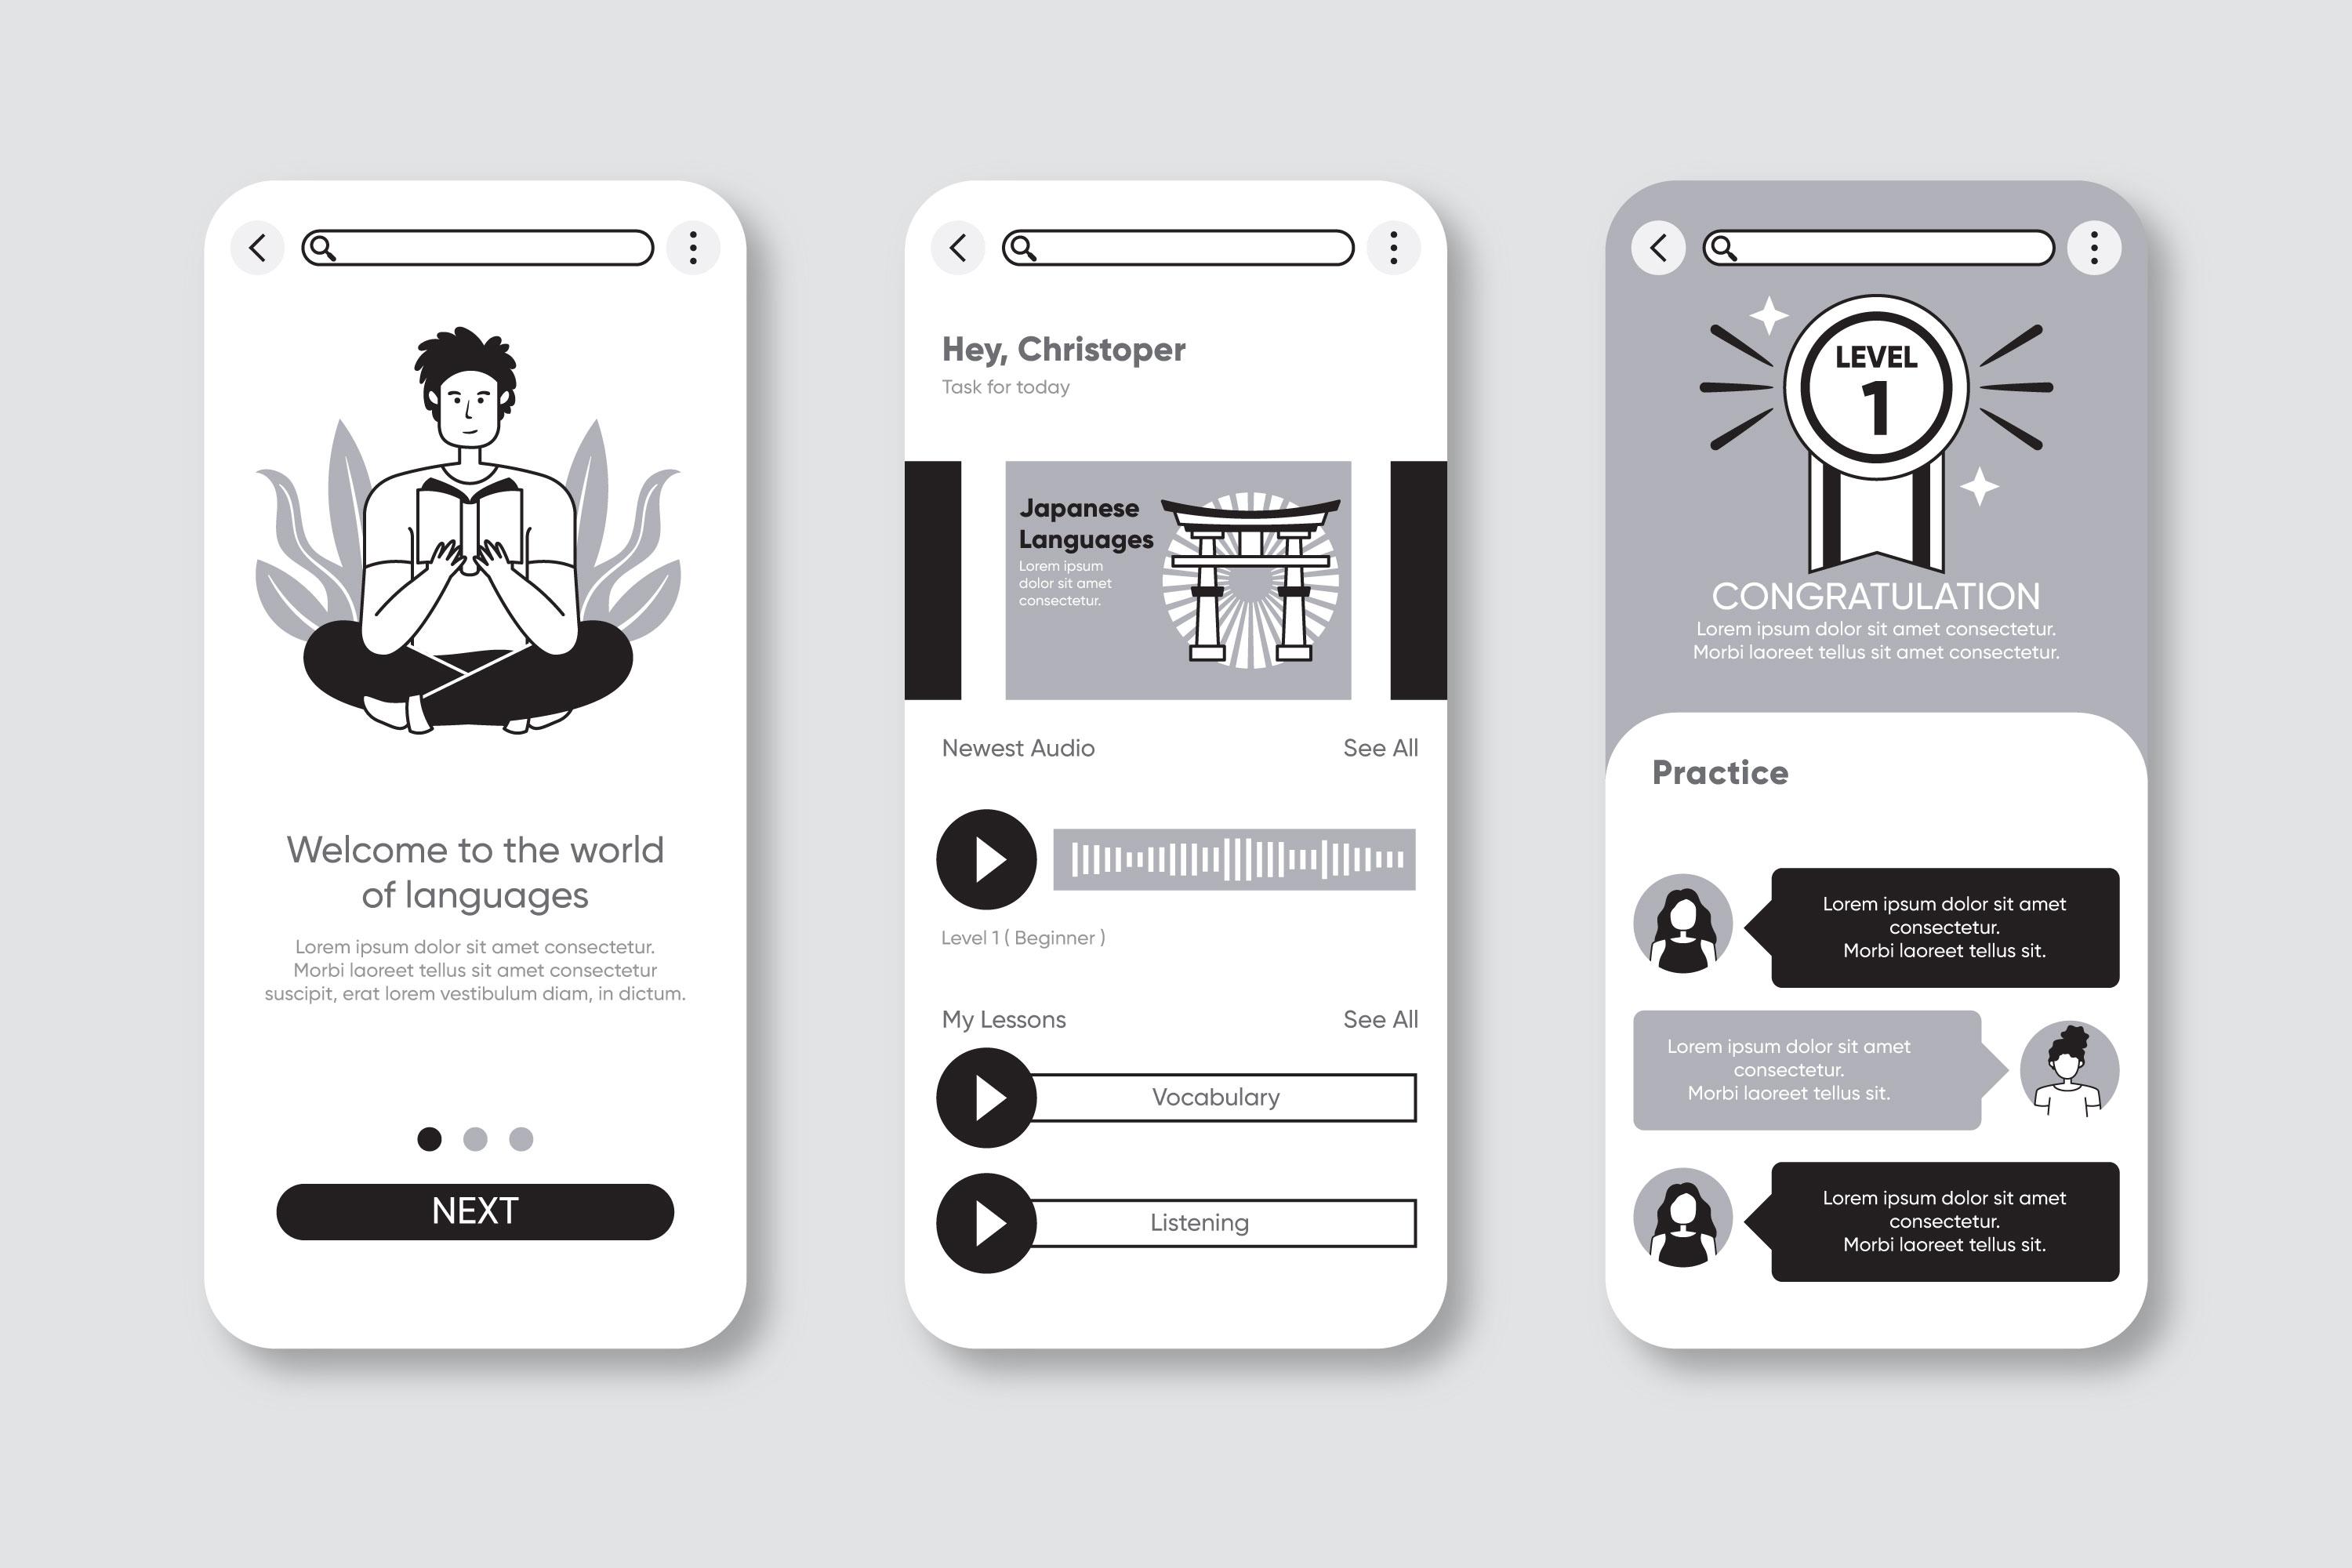 Welcome to the world
of languages
Lorem ipsum dolor sit amet consectetur.
Morbi laoreet tellus sit amet consectetur
suscipit, erat lorem vestibulum diam, in dictum.
NEXT
Hey, Christoper
Task for today
Japanese
Languages
Lorem ipsum
dolor sit amet
consectetur.
Newest Audio
See All
Level 1 ( Beginner )
My Lessons
See All
Vocabulary
Listening
LEVEL
1
CONGRATULATION
Lorem ipsum dolor sit amet consectetur.
Morbi laoreet tellus sit amet consectetur.
Practice
Lorem ipsum dolor sit amet
consectetur.
Morbi laoreet tellus sit.
Lorem ipsum dolor sit amet
consectetur.
Morbi laoreet tellus sit.
Lorem ipsum dolor sit amet
consectetur.
Morbi laoreet tellus sit.